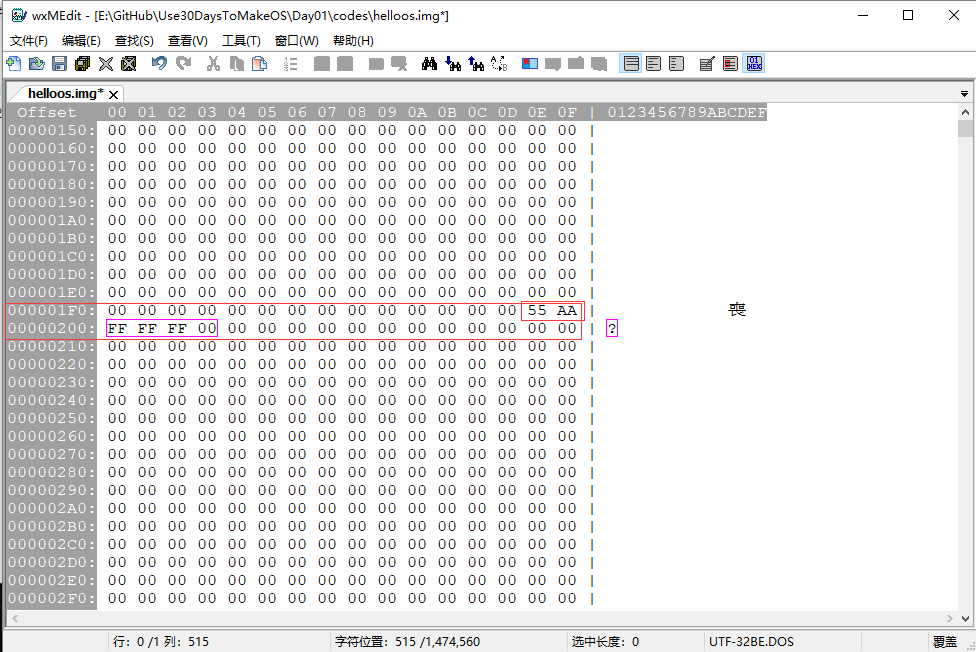 wxMEdit - [E:\GitHub\Use30DaysToMakeOS\Day01\codes\helloos.img*]
文件(F) 编辑(E) 查找(S) 查看(V) 工具(T) 窗口(W) 帮助(H)
helloos.img*
Offset 00 01 02 03 04 05 06 07 08 09 0A 0B 0C 0D 0E 0F | 0123456789ABCDEF
00000150: 00 00 00 00 00 00 00 00 00 00 00 00 00 00 00 00 |
00000160: 00 00 00 00 00 00 00 00 00 00 00 00 00 00 00 00 |
00000170: 00 00 00 00 00 00 00 00 00 00 00 00 00 00 00 00 |
00000180: 00 00 00 00 00 00 00 00 00 00 00 00 00 00 00 00 |
00000190: 00 00 00 00 00 00 00 00 00 00 00 00 00 00 00 00 |
000001A0: 00 00 00 00 00 00 00 00 00 00 00 00 00 00 00 00 |
000001B0: 00 00 00 00 00 00 00 00 00 00 00 00 00 00 00 00 |
000001C0: 00 00 00 00 00 00 00 00 00 00 00 00 00 00 00 00 |
000001D0: 00 00 00 00 00 00 00 00 00 00 00 00 00 00 00 00 |
000001E0: 00 00 00 00 00 00 00 00 00 00 00 00 00 00 00 00 |
000001F0: 00 00 00 00 00 00 00 00 00 00 00 00 00 00 55 AA | 喪
00000200: FF FF FF 00 00 00 00 00 00 00 00 00 00 00 00 00 | ?
00000210: 00 00 00 00 00 00 00 00 00 00 00 00 00 00 00 00 |
00000220: 00 00 00 00 00 00 00 00 00 00 00 00 00 00 00 00 |
00000230: 00 00 00 00 00 00 00 00 00 00 00 00 00 00 00 00 |
00000240: 00 00 00 00 00 00 00 00 00 00 00 00 00 00 00 00 |
00000250: 00 00 00 00 00 00 00 00 00 00 00 00 00 00 00 00 |
00000260: 00 00 00 00 00 00 00 00 00 00 00 00 00 00 00 00 |
00000270: 00 00 00 00 00 00 00 00 00 00 00 00 00 00 00 00 |
00000280: 00 00 00 00 00 00 00 00 00 00 00 00 00 00 00 00 |
00000290: 00 00 00 00 00 00 00 00 00 00 00 00 00 00 00 00 |
000002A0: 00 00 00 00 00 00 00 00 00 00 00 00 00 00 00 00 |
000002B0: 00 00 00 00 00 00 00 00 00 00 00 00 00 00 00 00 |
000002C0: 00 00 00 00 00 00 00 00 00 00 00 00 00 00 00 00 |
000002D0: 00 00 00 00 00 00 00 00 00 00 00 00 00 00 00 00 |
000002E0: 00 00 00 00 00 00 00 00 00 00 00 00 00 00 00 00 |
000002F0: 00 00 00 00 00 00 00 00 00 00 00 00 00 00 00 00 |
行: 0 /1 列: 515 字符位置: 515 /1,474,560 选中长度: 0 UTF-32BE.DOS 覆盖